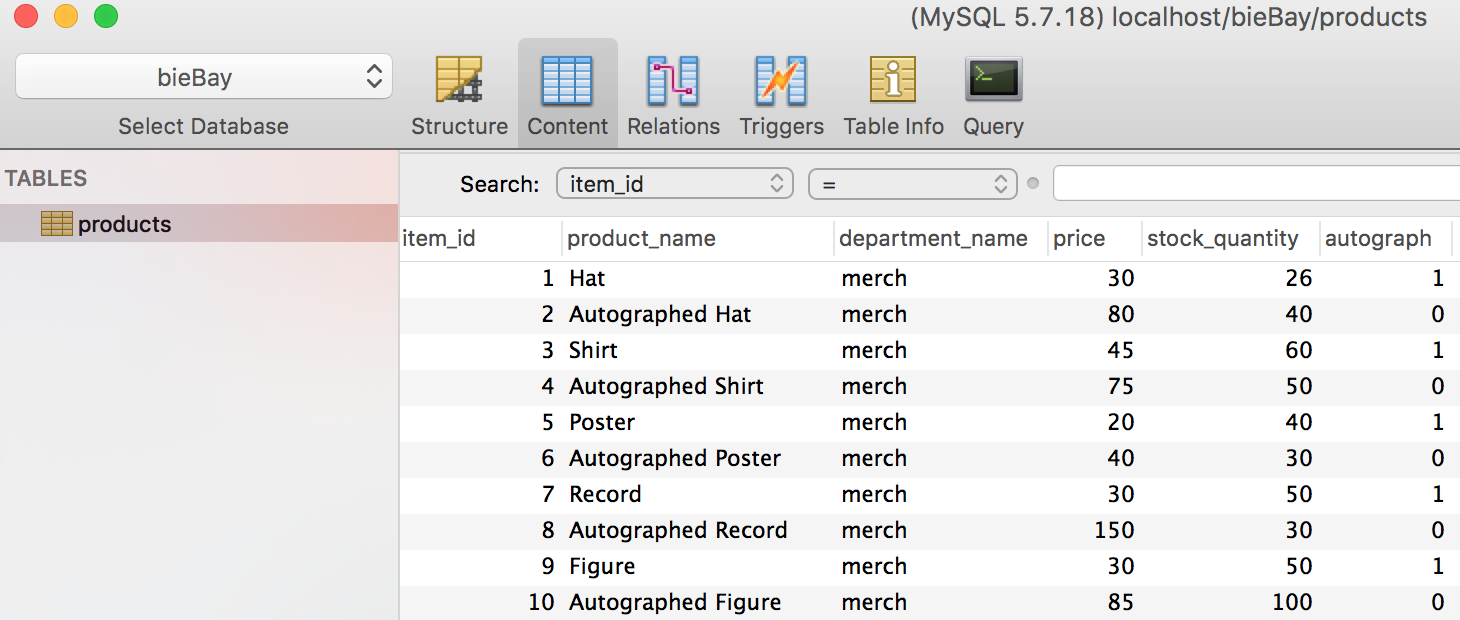 (MySQL 5.7.18) localhost/bieBay/products
bieBay
Select Database
Structure Content Relations Triggers Table Info Query
TABLES
products
Search: item_id =
item_id product_name department_name price stock_quantity autograph
1 Hat merch 30 26 1
2 Autographed Hat merch 80 40 0
3 Shirt merch 45 60 1
4 Autographed Shirt merch 75 50 0
5 Poster merch 20 40 1
6 Autographed Poster merch 40 30 0
7 Record merch 30 50 1
8 Autographed Record merch 150 30 0
9 Figure merch 30 50 1
10 Autographed Figure merch 85 100 0